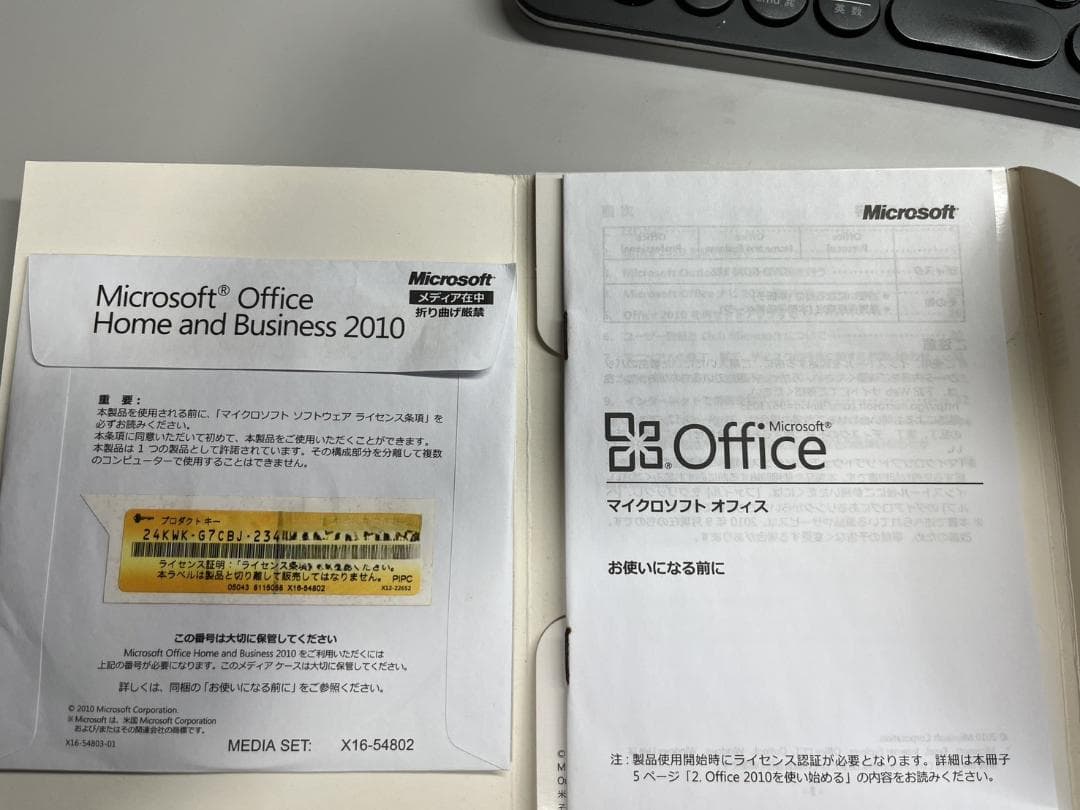 英数
Microsoft
メディア在中
折り曲げ厳禁
Microsoft® Office
Home and Business 2010
重 要:
本製品を使用される前に、「マイクロソフト ソフトウェア ライセンス条項」を
必ずお読みください。
本条項に同意いただいて初めて、本製品をご使用いただくことができます。
本製品は 1 つの製品として許諾されています。その構成部分を分離して複数
のコンピューターで使用することはできません。
プロダクト キー
24KWK-G7CBJ-234
ライセンス証明:「ライセンス条項」
本ラベルは製品と切り離して販売してはなりません。 PIPC
X16-54802 X12-22652
この番号は大切に保管してください
Microsoft Office Home and Business 2010 をご利用いただくには
上記の番号が必要になります。このメディア ケースは大切に保管してください。
詳しくは、同梱の「お使いになる前に」をご参照ください。
© 2010 Microsoft Corporation.
※ Microsoft は、米国 Microsoft Corporation
および/またはその関連会社の商標です。
X16-54803-01
MEDIA SET: X16-54802
Microsoft
Microsoft®
Office
マイクロソフト オフィス
お使いになる前に
注: 製品使用開始時にライセンス認証が必要となります。詳細は本冊子
5 ページ「2. Office 2010を使い始める」の内容をお読みください。